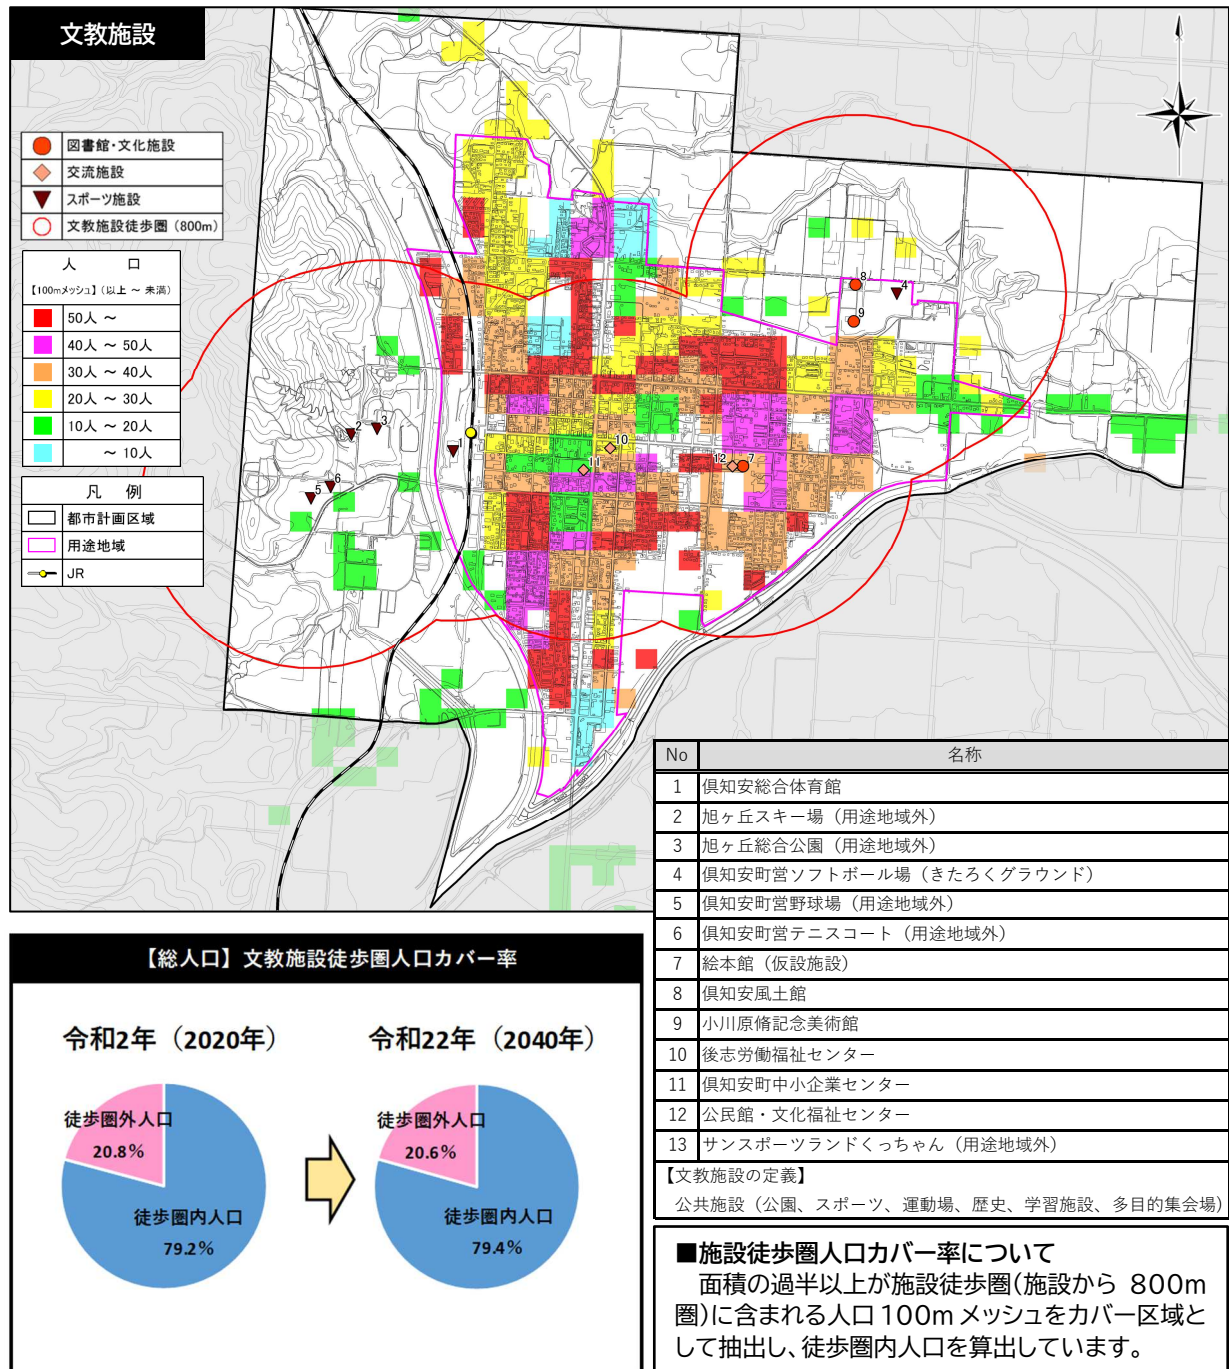 文教施設
図書館・文化施設
交流施設
スポーツ施設
文教施設徒歩圏（800m）
人　口
【100mメッシュ】（以上 ～ 未満）
50人 ～
40人 ～ 50人
30人 ～ 40人
20人 ～ 30人
10人 ～ 20人
～ 10人
凡　例
都市計画区域
用途地域
JR
8
4
9
10
11
12
7
1
2
3
5
6
No 名称
1 倶知安総合体育館
2 旭ヶ丘スキー場（用途地域外）
3 旭ヶ丘総合公園（用途地域外）
4 倶知安町営ソフトボール場（きたろくグラウンド）
5 倶知安町営野球場（用途地域外）
6 倶知安町営テニスコート（用途地域外）
7 絵本館（仮設施設）
8 倶知安風土館
9 小川原脩記念美術館
10 後志労働福祉センター
11 倶知安町中小企業センター
12 公民館・文化福祉センター
13 サンスポーツランドくっちゃん（用途地域外）
【文教施設の定義】
公共施設（公園、スポーツ、運動場、歴史、学習施設、多目的集会場）
【総人口】文教施設徒歩圏人口カバー率
令和2年（2020年）
徒歩圏外人口
20.8%
徒歩圏内人口
79.2%
令和22年（2040年）
徒歩圏外人口
20.6%
徒歩圏内人口
79.4%
■施設徒歩圏人口カバー率について
面積の過半以上が施設徒歩圏(施設から 800m
圏)に含まれる人口100m メッシュをカバー区域と
して抽出し、徒歩圏内人口を算出しています。